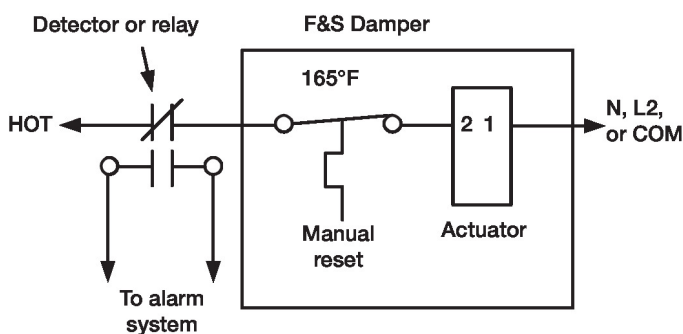 Detector or relay
F&S Damper
165°F
HOT
2 1
N, L2,
or COM
Manual
reset
Actuator
To alarm
system